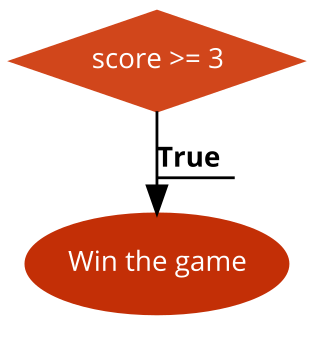 score >= 3
True
Win the game